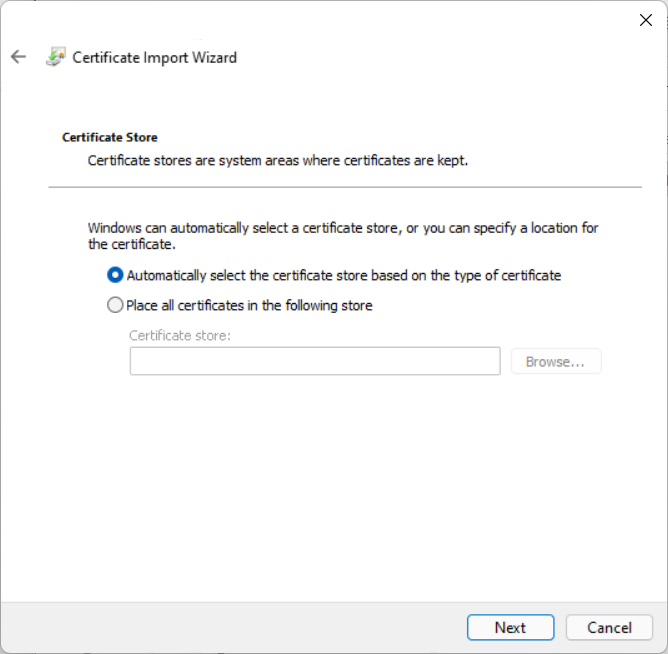 Certificate Import Wizard
Certificate Store
Certificate stores are system areas where certificates are kept.
Windows can automatically select a certificate store, or you can specify a location for
the certificate.
Automatically select the certificate store based on the type of certificate
Place all certificates in the following store
Certificate store:
Browse...
Next
Cancel